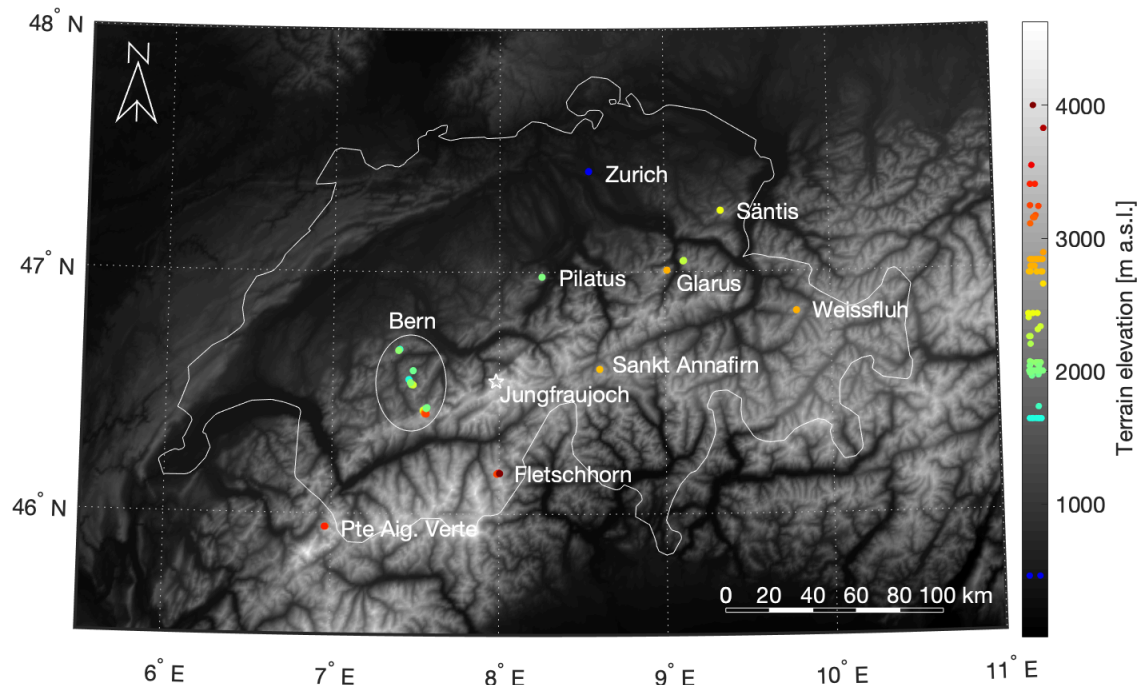 48° N
N
4000
Zurich
Säntis
3000
47° N
Pilatus
Glarus
Weissfluh
Bern
Sankt Annafirn
Jungfraujoch
2000
Terrain elevation [m a.s.l.]
Fletschhorn
46° N
Pte Aig. Verte
1000
0 20 40 60 80 100 km
6° E 7° E 8° E 9° E 10° E 11° E